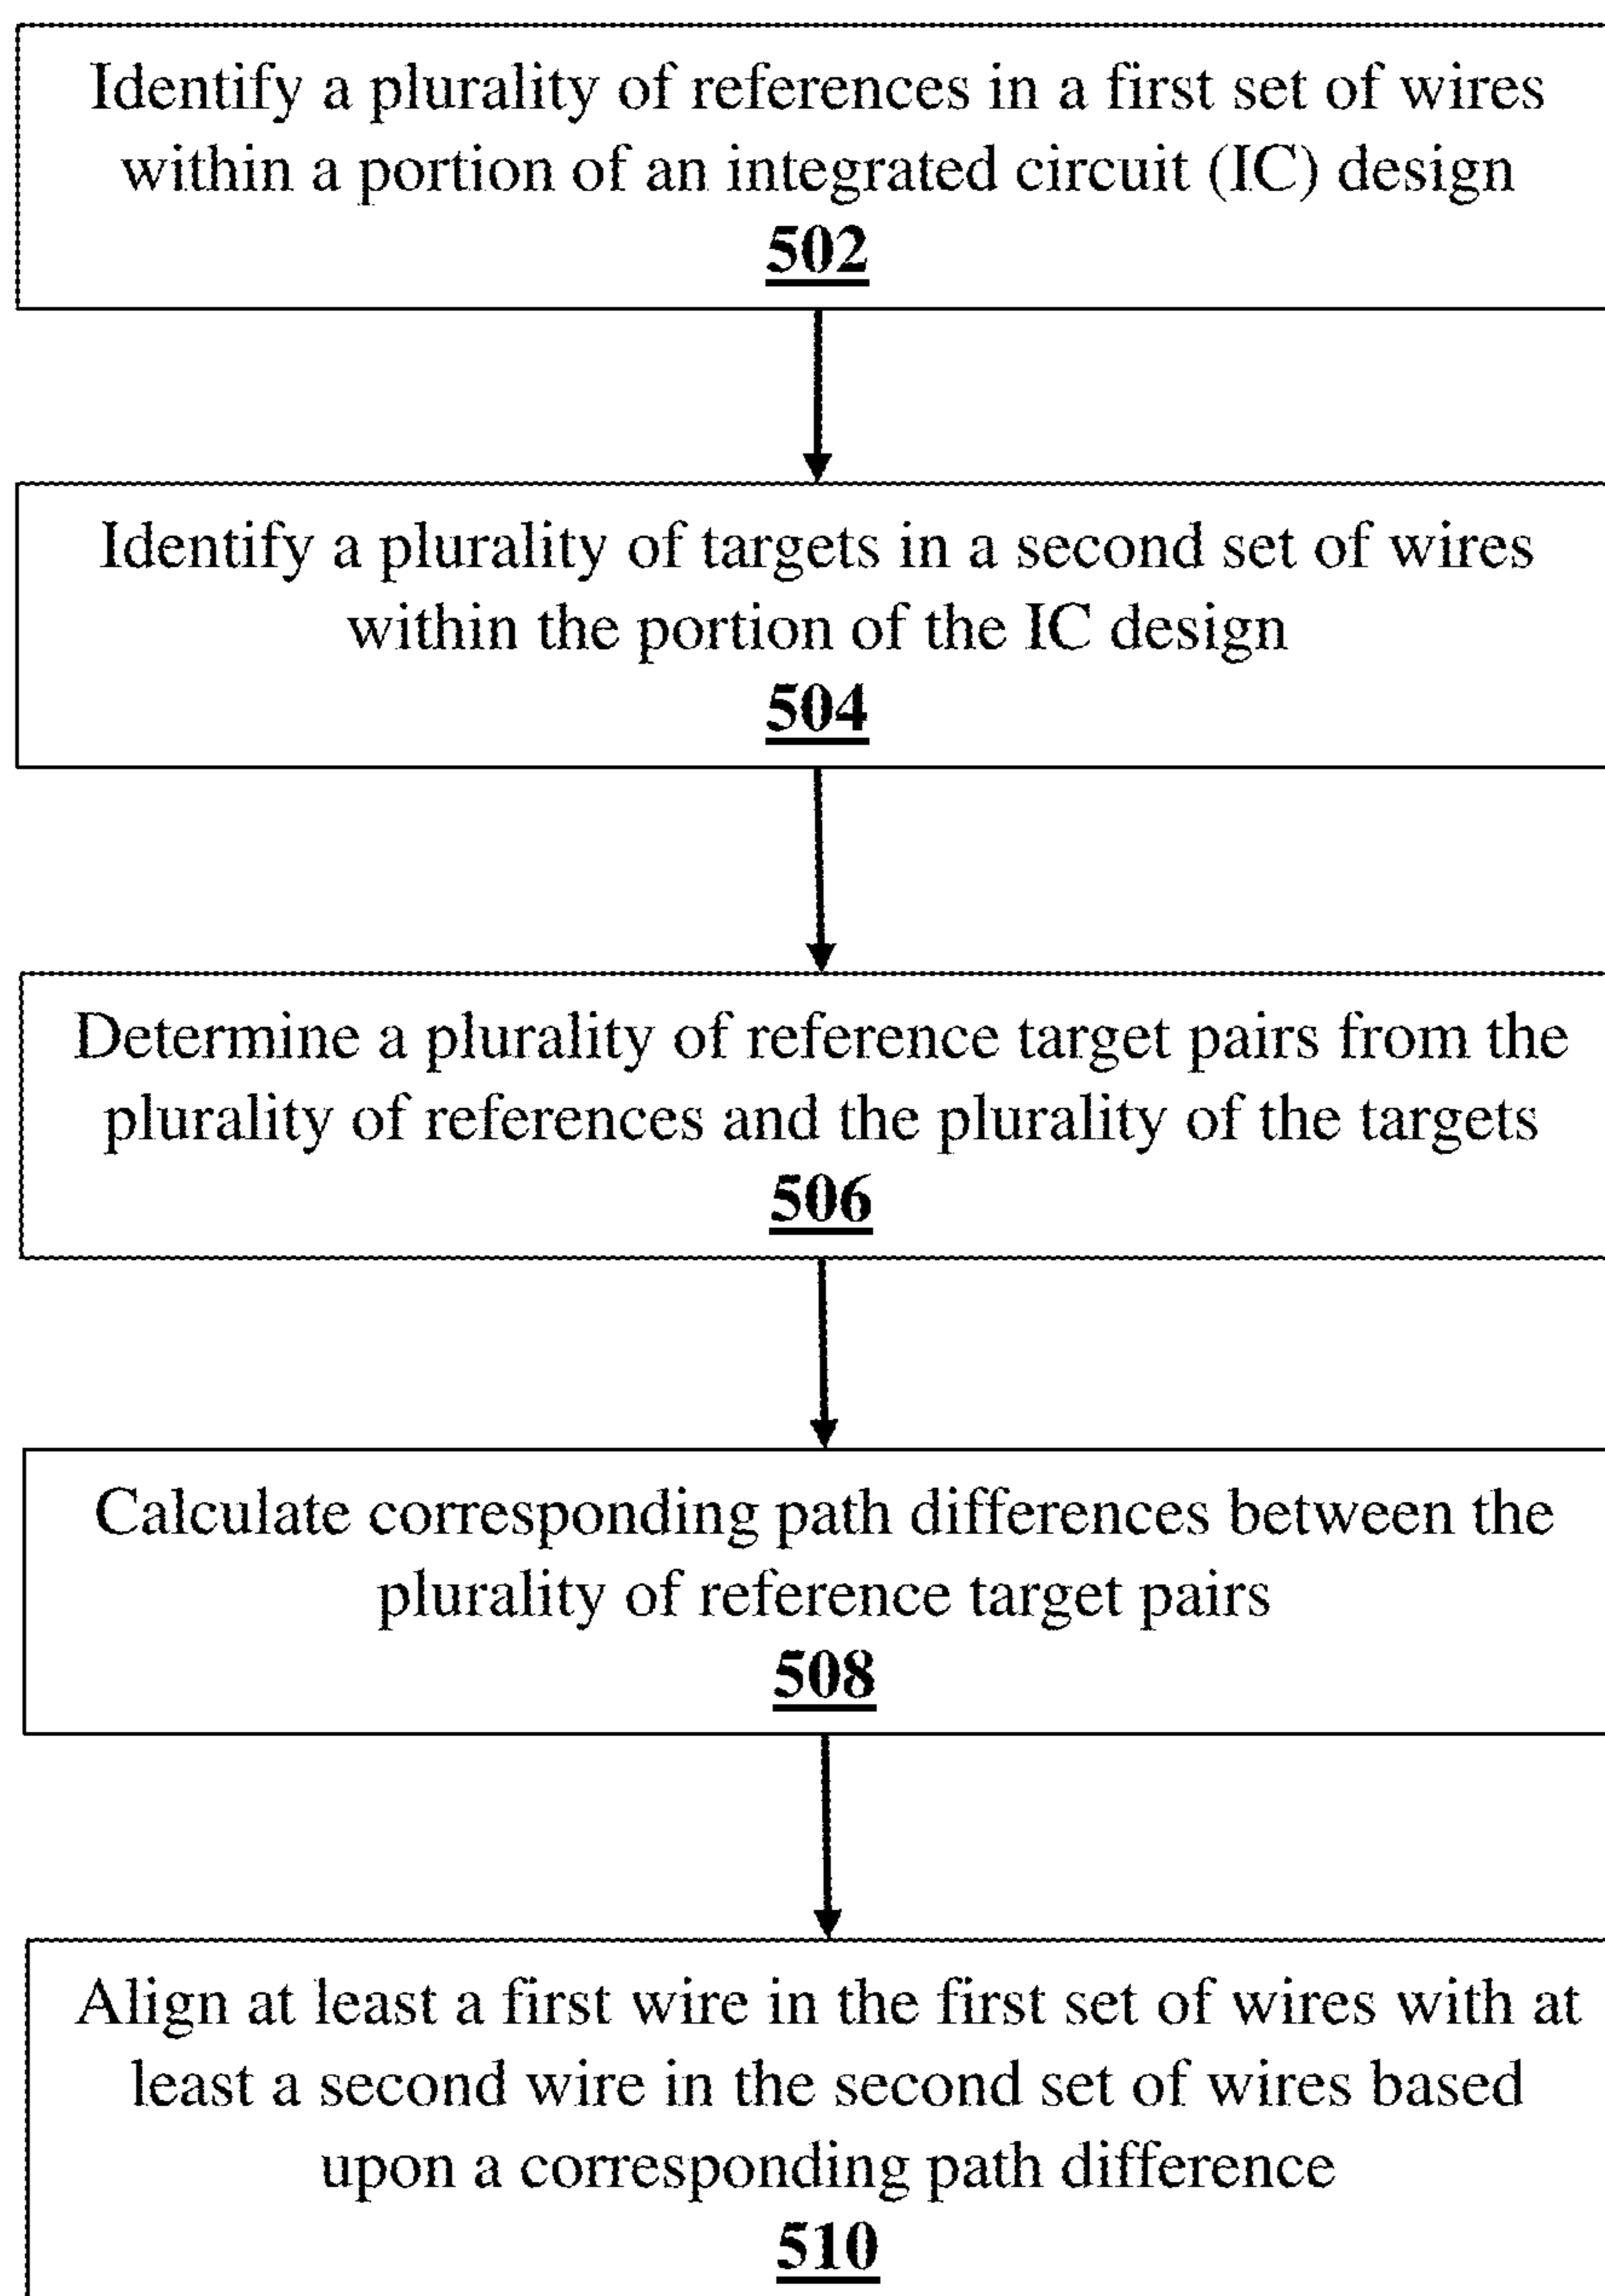 Identify a plurality of references in a first set of wires
within a portion of an integrated circuit (IC) design
502
Identify a plurality of targets in a second set of wires
within the portion of the IC design
504
Determine a plurality of reference target pairs from the
plurality of references and the plurality of the targets
506
Calculate corresponding path differences between the
plurality of reference target pairs
508
Align at least a first wire in the first set of wires with at
least a second wire in the second set of wires based
upon a corresponding path difference
510